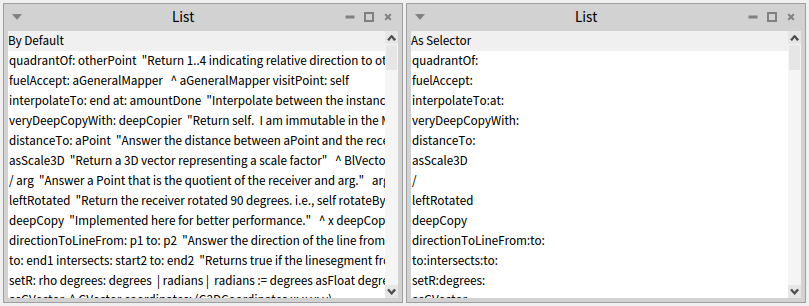 List
By Default
quadrantOf: otherPoint "Return 1..4 indicating relative direction to ot
fuelAccept: aGeneralMapper ^ aGeneralMapper visitPoint: self
interpolateTo: end at: amountDone "Interpolate between the instanc
veryDeepCopyWith: deepCopier "Return self. I am immutable in the M
distanceTo: aPoint "Answer the distance between aPoint and the rece
asScale3D "Return a 3D vector representing a scale factor" ^ BlVecto
/ arg "Answer a Point that is the quotient of the receiver and arg." arg
leftRotated "Return the receiver rotated 90 degrees. i.e., self rotateBy
deepCopy "Implemented here for better performance." ^ x deepCop
directionToLineFrom: p1 to: p2 "Answer the direction of the line from
to: end1 intersects: start2 to: end2 "Returns true if the linesegment fr
setR: rho degrees: degrees | radians | radians := degrees asFloat degre
List
As Selector
quadrantOf:
fuelAccept:
interpolateTo:at:
veryDeepCopyWith:
distanceTo:
asScale3D
/
leftRotated
deepCopy
directionToLineFrom:to:
to:intersects:to:
setR:degrees: